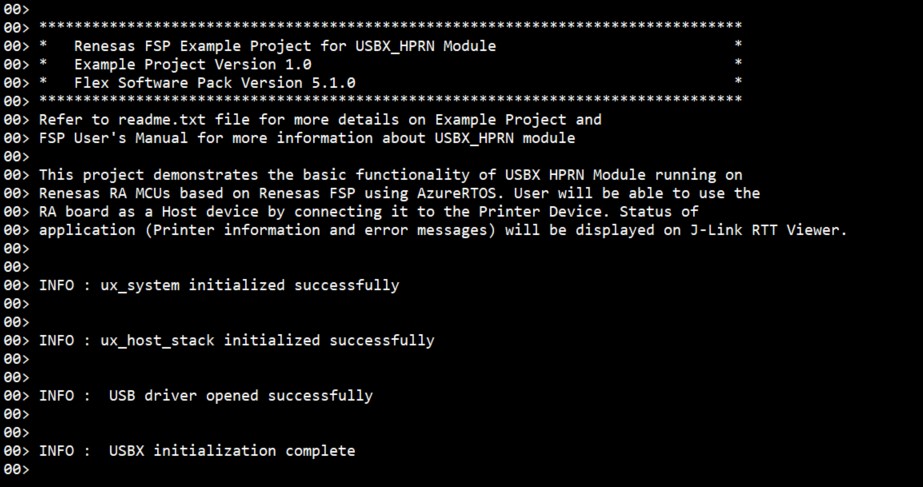 00>
00> ********************************************************************************
00> *   Renesas FSP Example Project for USBX_HPRN Module                           *
00> *   Example Project Version 1.0                                                *
00> *   Flex Software Pack Version 5.1.0                                           *
00> ********************************************************************************
00> Refer to readme.txt file for more details on Example Project and
00> FSP User's Manual for more information about USBX_HPRN module
00>
00> This project demonstrates the basic functionality of USBX HPRN Module running on
00> Renesas RA MCUs based on Renesas FSP using AzureRTOS. User will be able to use the
00> RA board as a Host device by connecting it to the Printer Device. Status of
00> application (Printer information and error messages) will be displayed on J-Link RTT Viewer.
00>
00>
00> INFO : ux_system initialized successfully
00>
00>
00> INFO : ux_host_stack initialized successfully
00>
00>
00> INFO :  USB driver opened successfully
00>
00>
00> INFO :  USBX initialization complete
00>